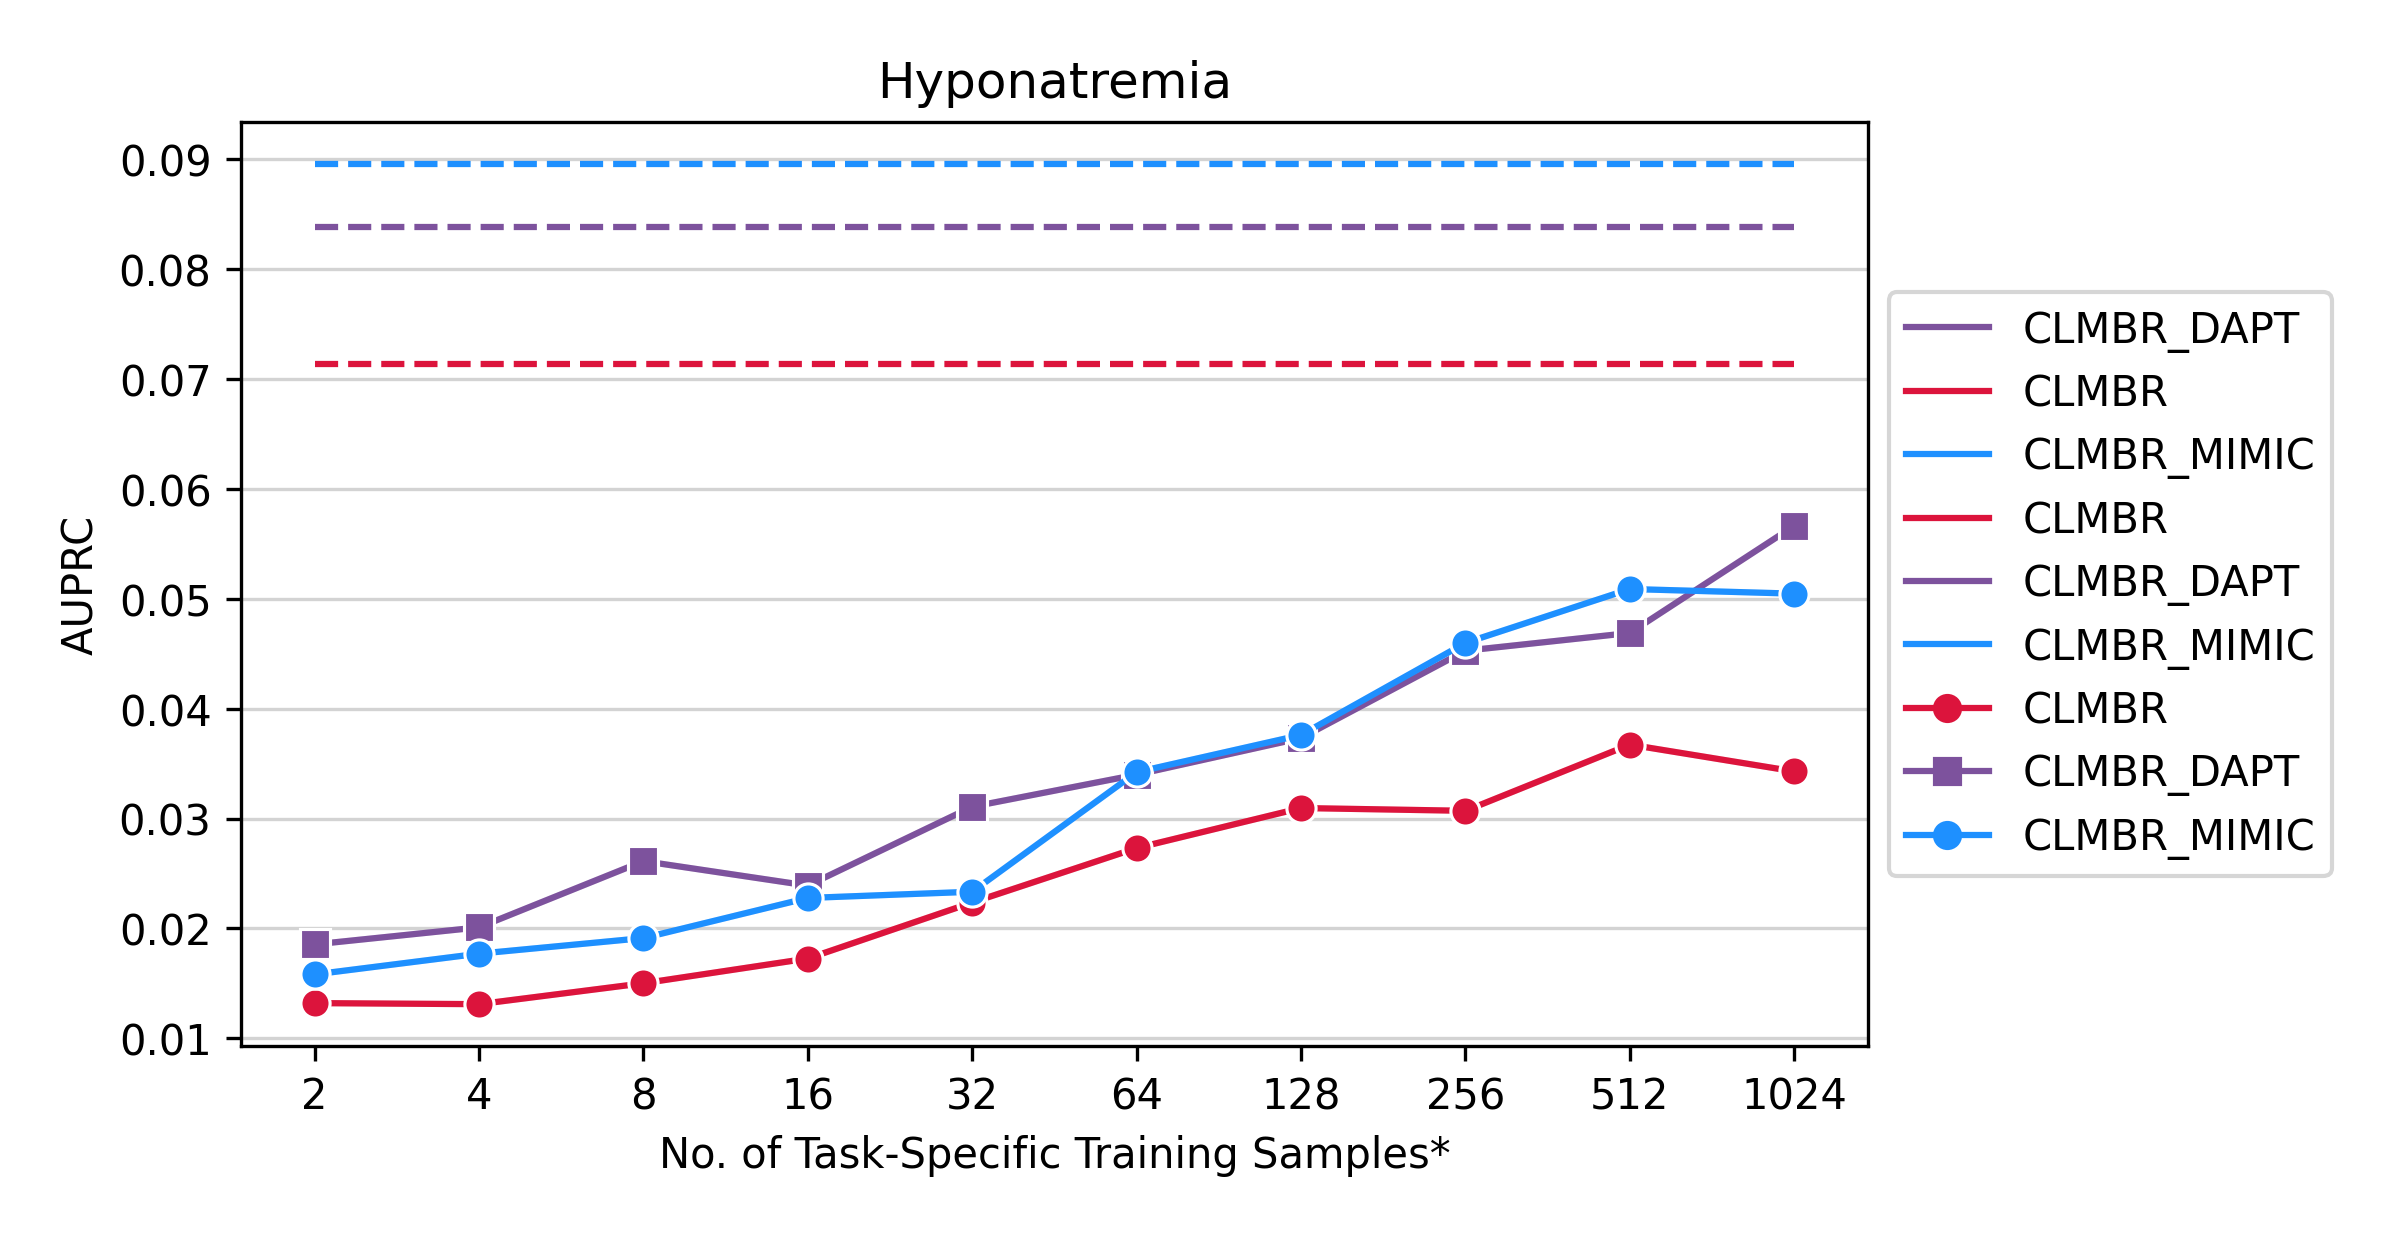 Hyponatremia
0.09
0.08
0.07
0.06
0.05
0.04
0.03
0.02
0.01
AUPRC
2 4 8 16 32 64 128 256 512 1024
No. of Task-Specific Training Samples*
CLMBR_DAPT
CLMBR
CLMBR_MIMIC
CLMBR
CLMBR_DAPT
CLMBR_MIMIC
CLMBR
CLMBR_DAPT
CLMBR_MIMIC